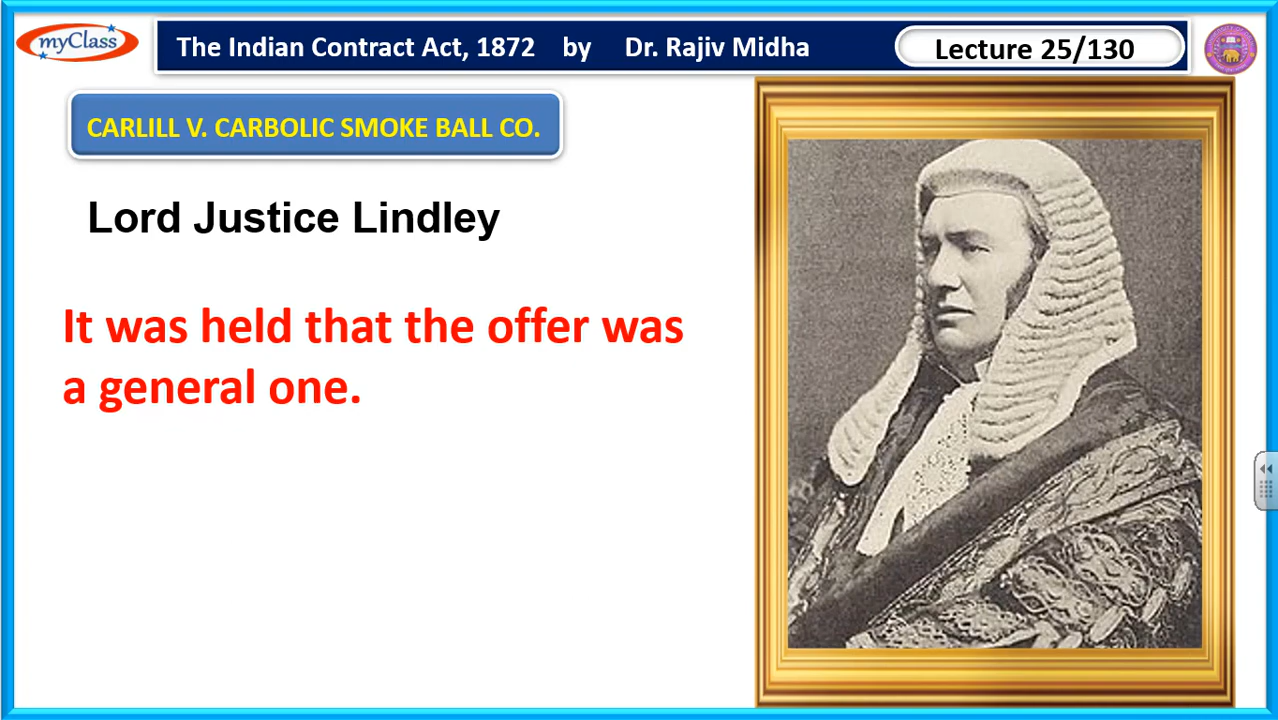 myClass
The Indian Contract Act, 1872 by Dr. Rajiv Midha
Lecture 25/130
CARLILL V. CARBOLIC SMOKE BALL CO.
Lord Justice Lindley
It was held that the offer was
a general one.